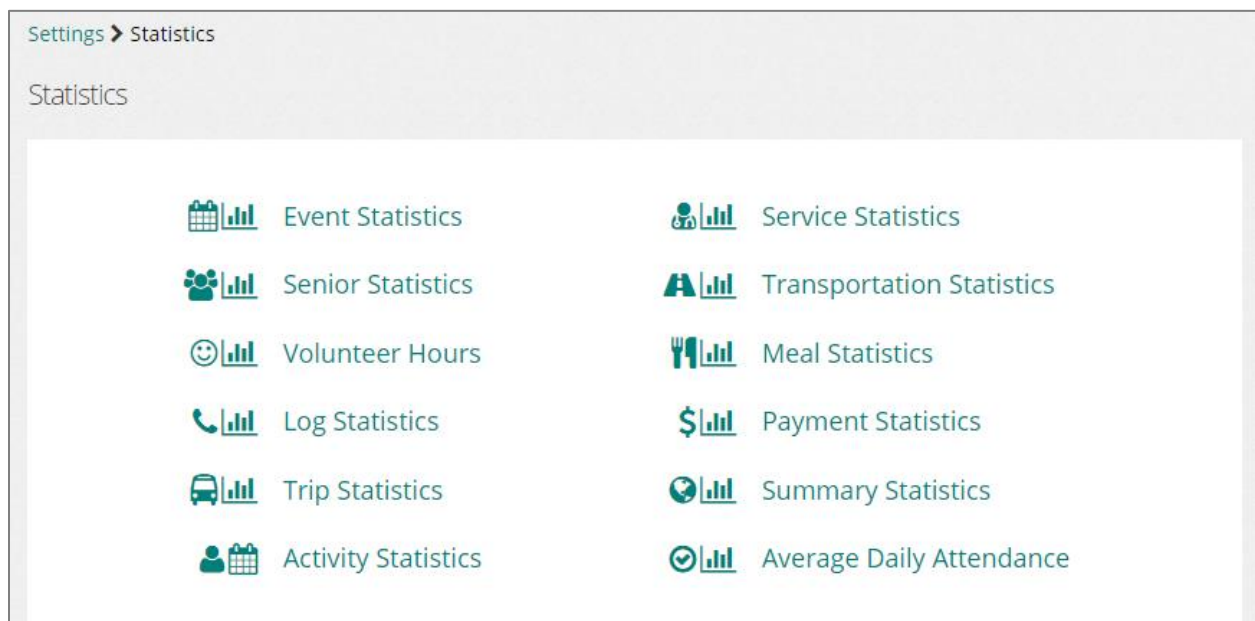 Settings > Statistics
Statistics
Event Statistics
Service Statistics
Senior Statistics
Transportation Statistics
Volunteer Hours
Meal Statistics
Log Statistics
Payment Statistics
Trip Statistics
Summary Statistics
Activity Statistics
Average Daily Attendance